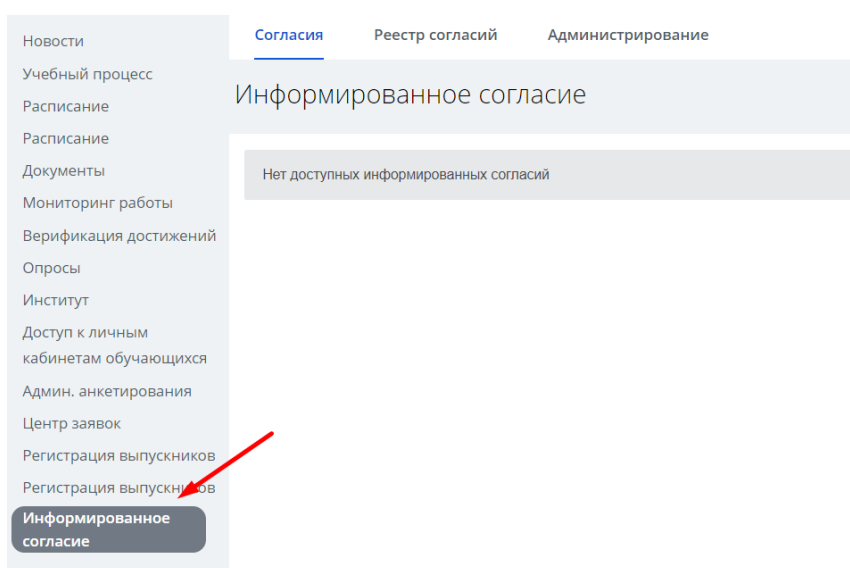 Новости
Учебный процесс
Расписание
Расписание
Документы
Мониторинг работы
Верификация достижений
Опросы
Институт
Доступ к личным
кабинетам обучающихся
Админ. анкетирования
Центр заявок
Регистрация выпускников
Регистрация выпускников
Информированное
согласие
Согласия Реестр согласий Администрирование
Информированное согласие
Нет доступных информированных согласий